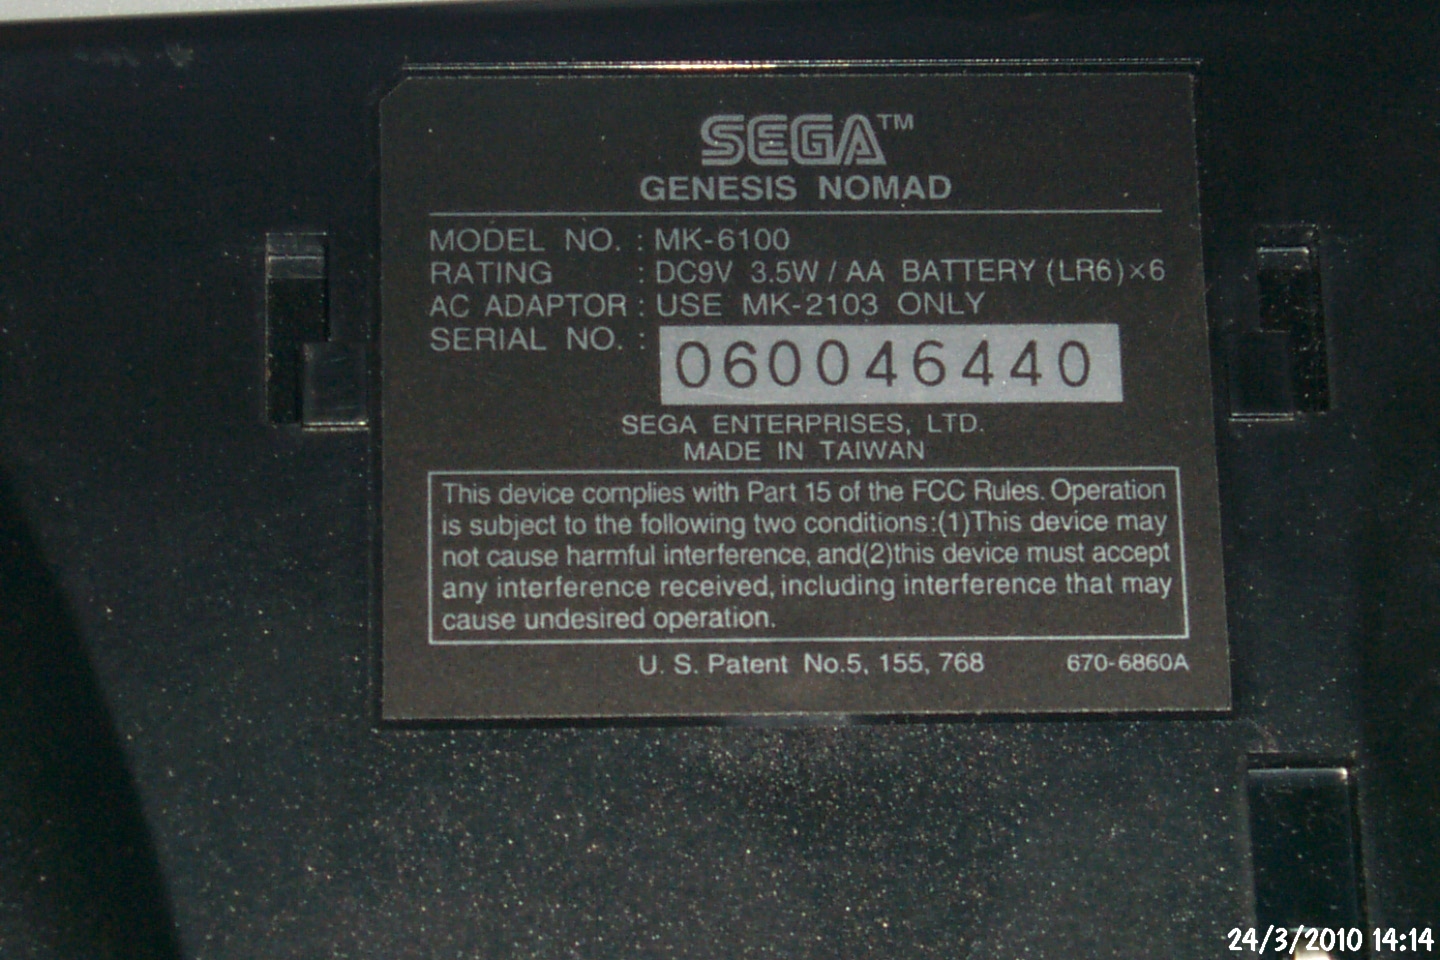 SEGA™
GENESIS NOMAD
MODEL NO. : MK-6100
RATING : DC9V 3.5W / AA BATTERY (LR6)×6
AC ADAPTOR : USE MK-2103 ONLY
SERIAL NO. : 060046440
SEGA ENTERPRISES, LTD.
MADE IN TAIWAN
This device complies with Part 15 of the FCC Rules. Operation
is subject to the following two conditions:(1)This device may
not cause harmful interference, and(2)this device must accept
any interference received, including interference that may
cause undesired operation.
U. S. Patent No.5, 155, 768 670-6860A
24/3/2010 14:14